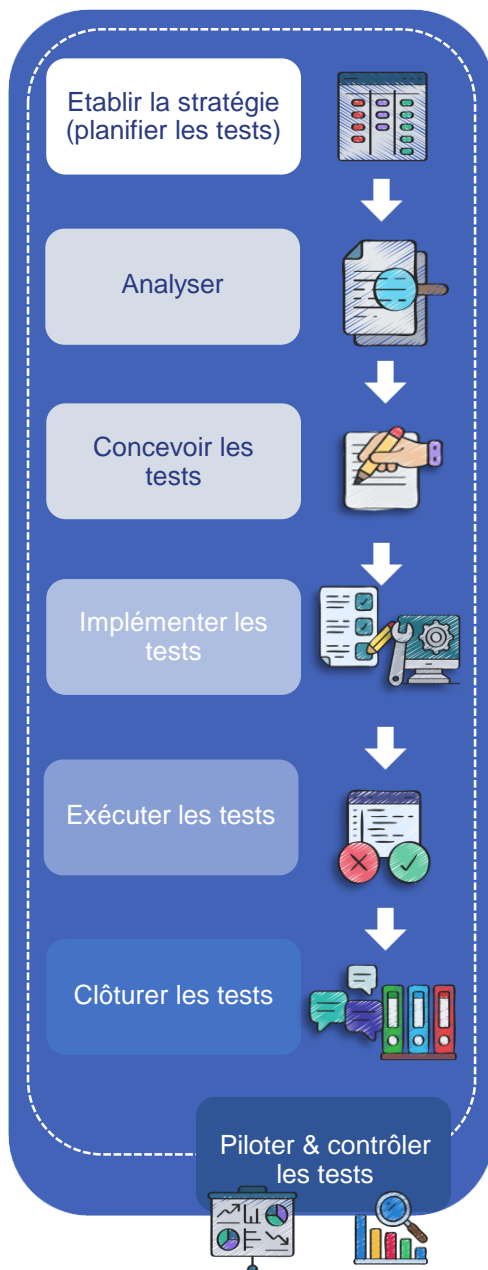 Etablir la stratégie
(planifier les tests)
Analyser
Concevoir les
tests
Implémenter les
tests
Exécuter les tests
Clôturer les tests
Piloter & contrôler
les tests